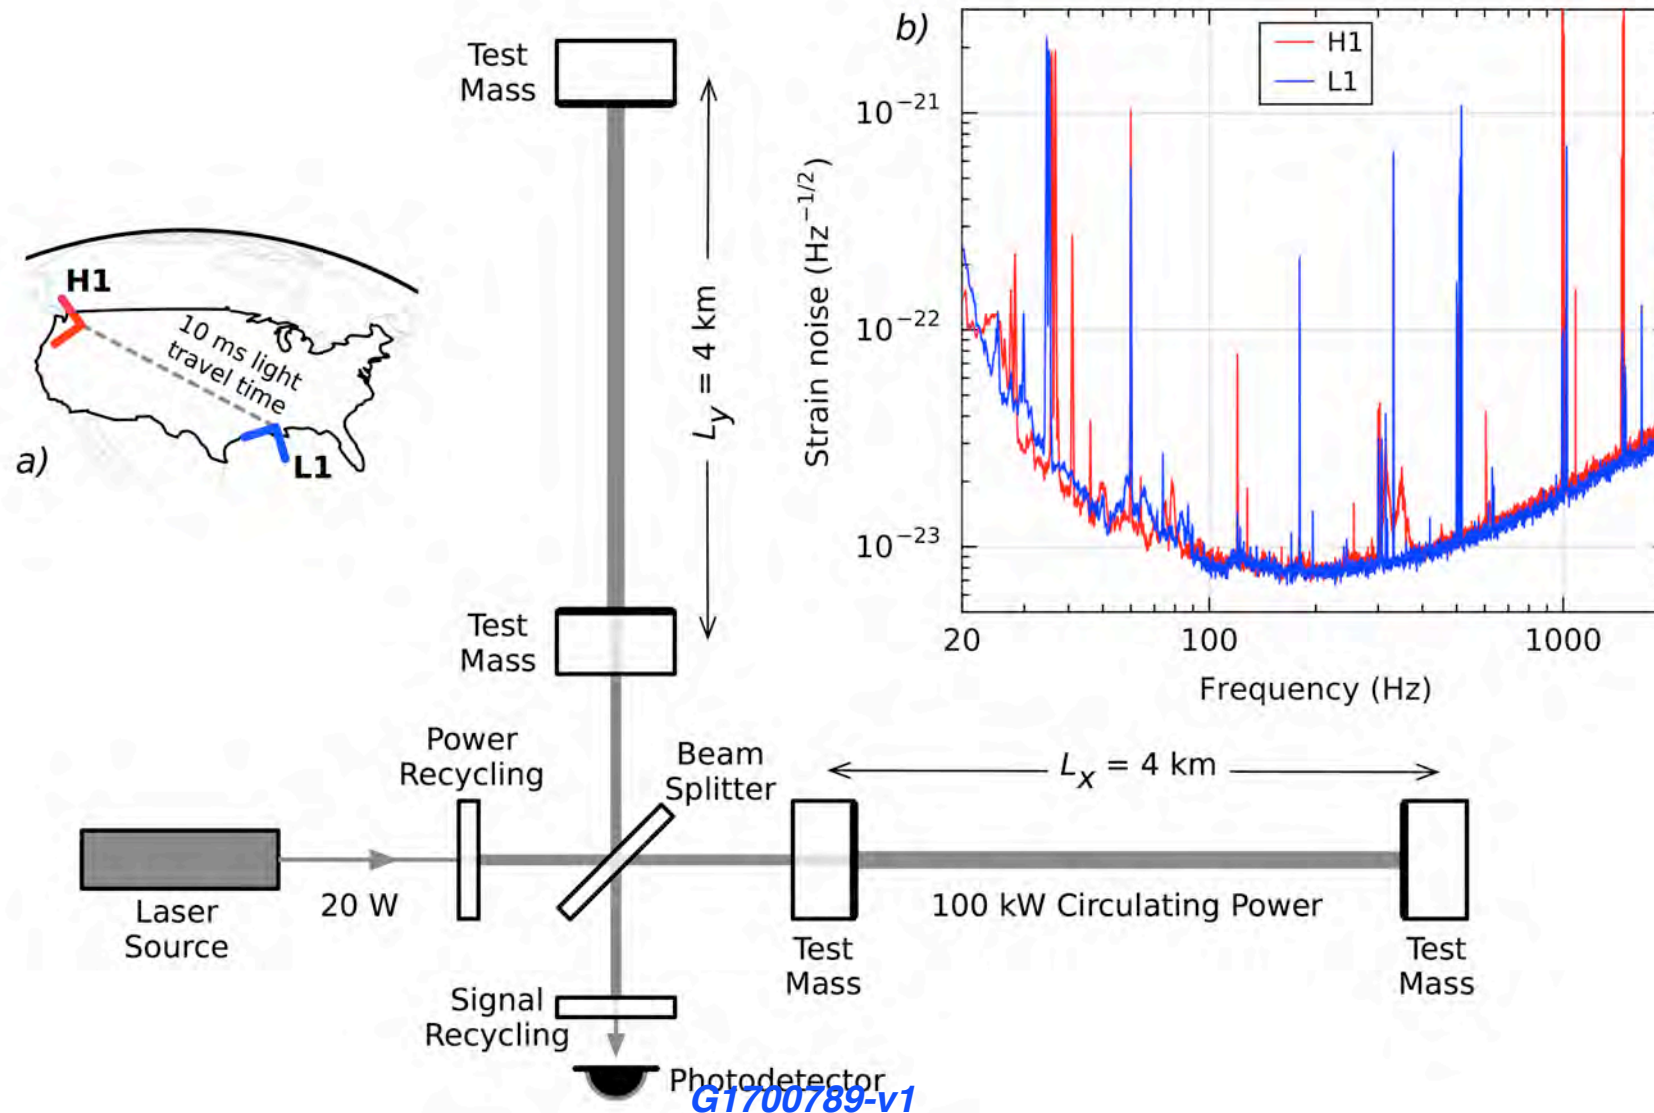 Test
Mass
L_y = 4 km
H1
10 ms light
travel time
L1
a)
b)
H1
L1
Strain noise (Hz^{-1/2})
10^{-21}
10^{-22}
10^{-23}
20
100
1000
Frequency (Hz)
Test
Mass
Power
Recycling
Beam
Splitter
L_x = 4 km
Laser
Source
20 W
100 kW Circulating Power
Test
Mass
Test
Mass
Signal
Recycling
Photodetector
G1700789-v1